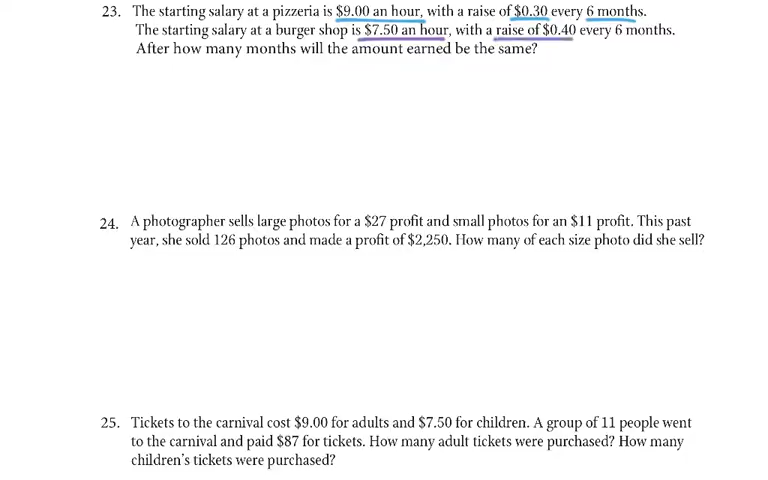 23. The starting salary at a pizzeria is $9.00 an hour, with a raise of $0.30 every 6 months.
The starting salary at a burger shop is $7.50 an hour, with a raise of $0.40 every 6 months.
After how many months will the amount earned be the same?
24. A photographer sells large photos for a $27 profit and small photos for an $11 profit. This past
year, she sold 126 photos and made a profit of $2,250. How many of each size photo did she sell?
25. Tickets to the carnival cost $9.00 for adults and $7.50 for children. A group of 11 people went
to the carnival and paid $87 for tickets. How many adult tickets were purchased? How many
children's tickets were purchased?